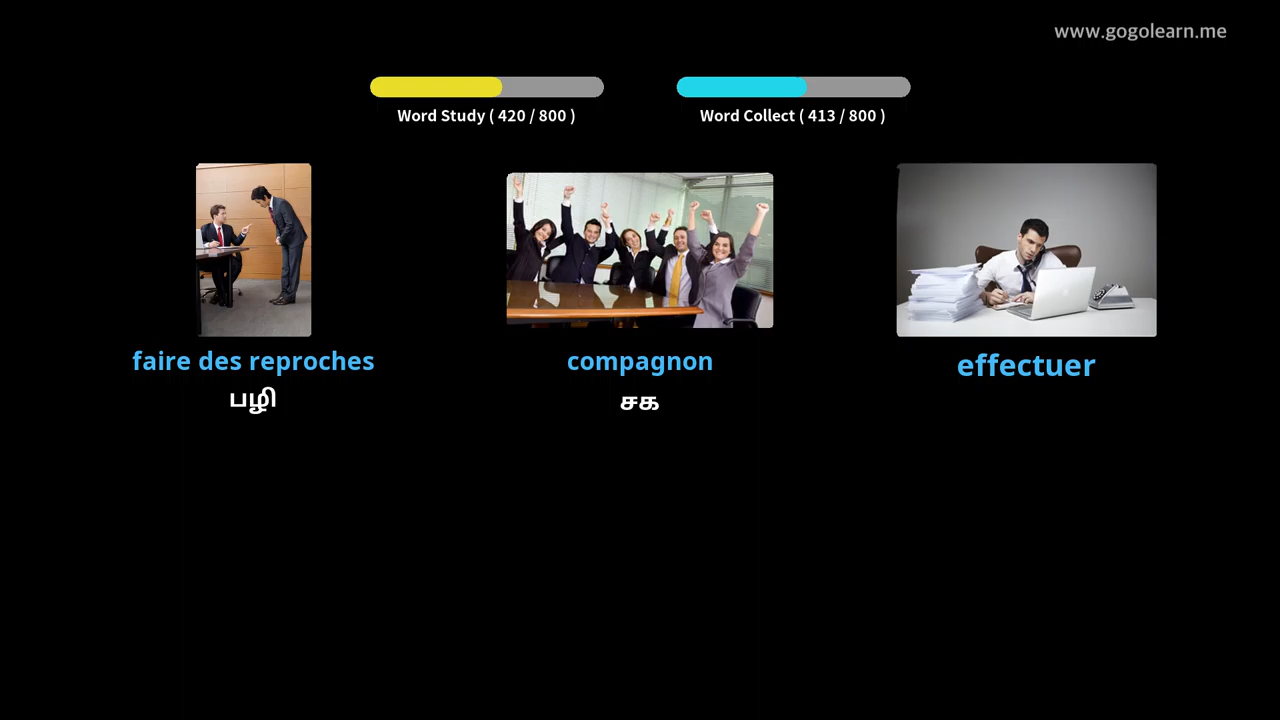 www.gogolearn.me
Word Study ( 420 / 800 )
Word Collect ( 413 / 800 )
faire des reproches
பழி
compagnon
சக
effectuer